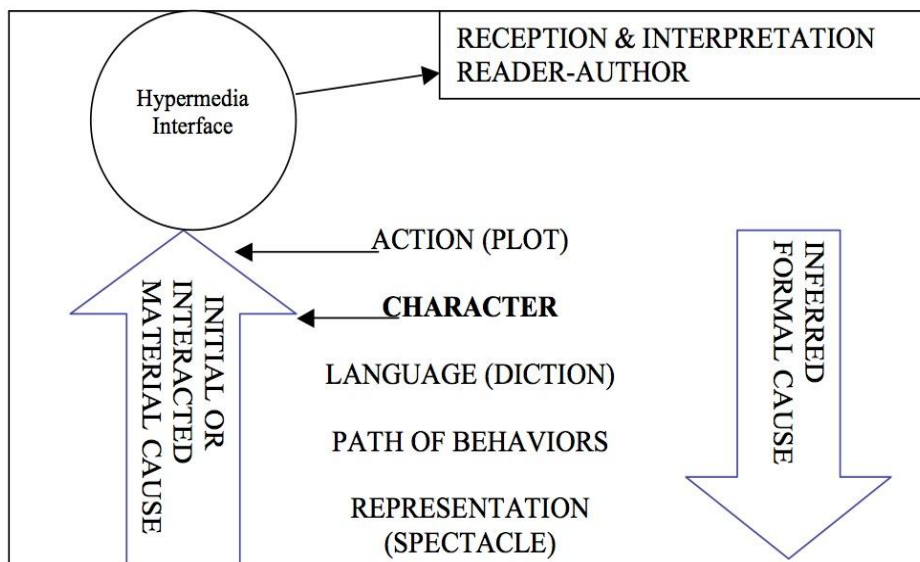 RECEPTION & INTERPRETATION
READER-AUTHOR
Hypermedia
Interface
ACTION (PLOT)
CHARACTER
LANGUAGE (DICTION)
PATH OF BEHAVIORS
REPRESENTATION
(SPECTACLE)
INITIAL OR
INTERACTED
MATERIAL CAUSE
INFERRED
FORMAL CAUSE